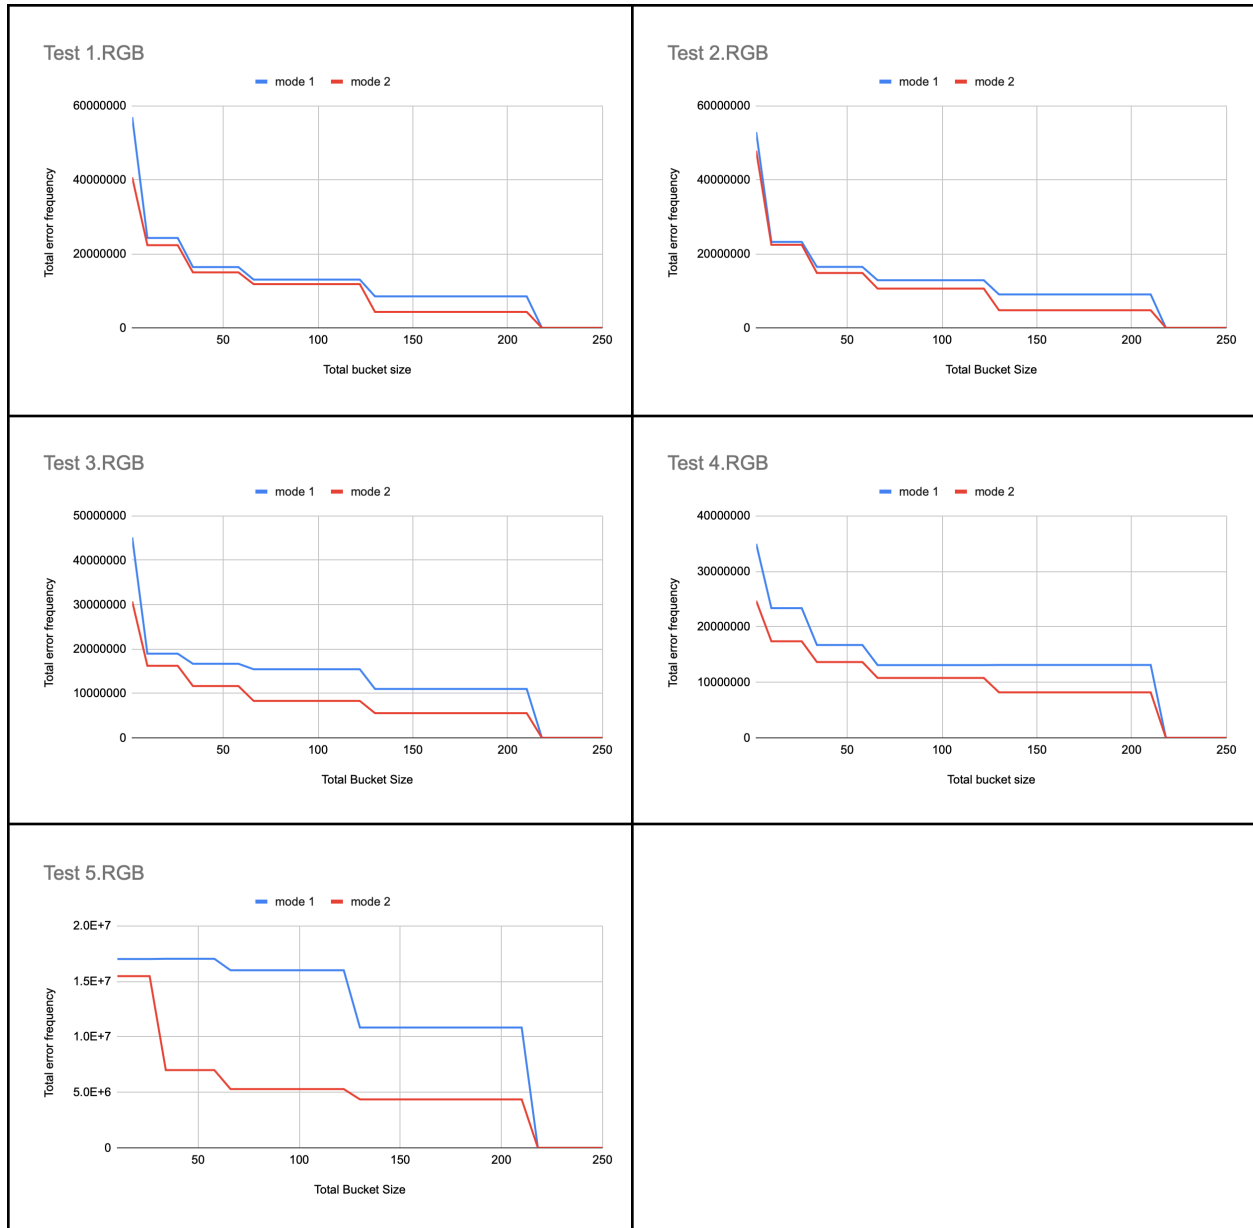 Test 1.RGB
mode 1 mode 2
60000000
40000000
20000000
0
50 100 150 200 250
Total error frequency
Total bucket size
Test 2.RGB
mode 1 mode 2
60000000
40000000
20000000
0
50 100 150 200 250
Total error frequency
Total Bucket Size
Test 3.RGB
mode 1 mode 2
50000000
40000000
30000000
20000000
10000000
0
50 100 150 200 250
Total error frequency
Total Bucket Size
Test 4.RGB
mode 1 mode 2
40000000
30000000
20000000
10000000
0
50 100 150 200 250
Total error frequency
Total bucket size
Test 5.RGB
mode 1 mode 2
2.0E+7
1.5E+7
1.0E+7
5.0E+6
0
50 100 150 200 250
Total error frequency
Total Bucket Size